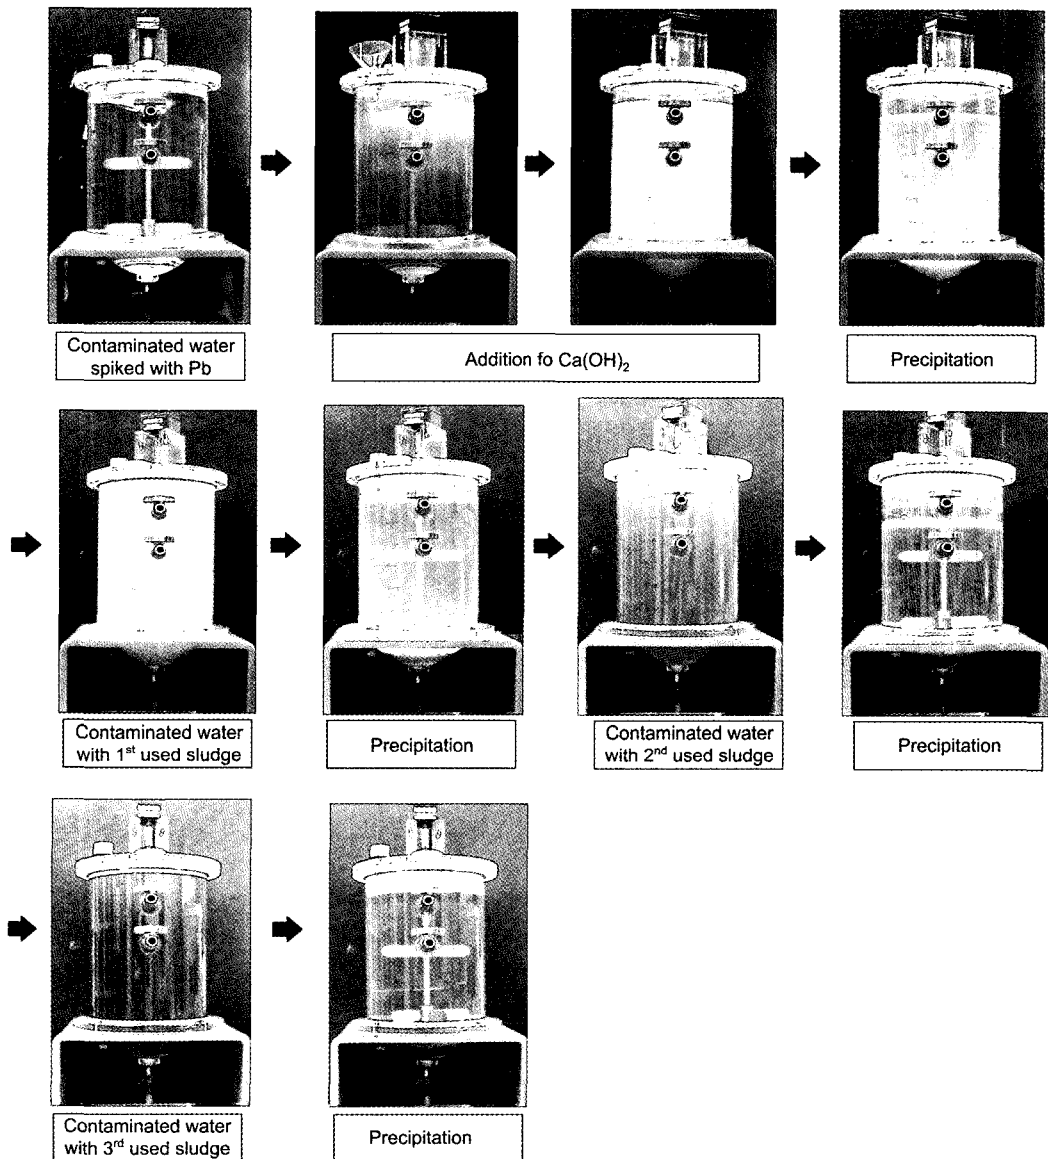 Contaminated water
spiked with Pb
Addition fo Ca(OH)₂
Precipitation
Contaminated water
with 1ˢᵗ used sludge
Precipitation
Contaminated water
with 2ⁿᵈ used sludge
Precipitation
Contaminated water
with 3ʳᵈ used sludge
Precipitation